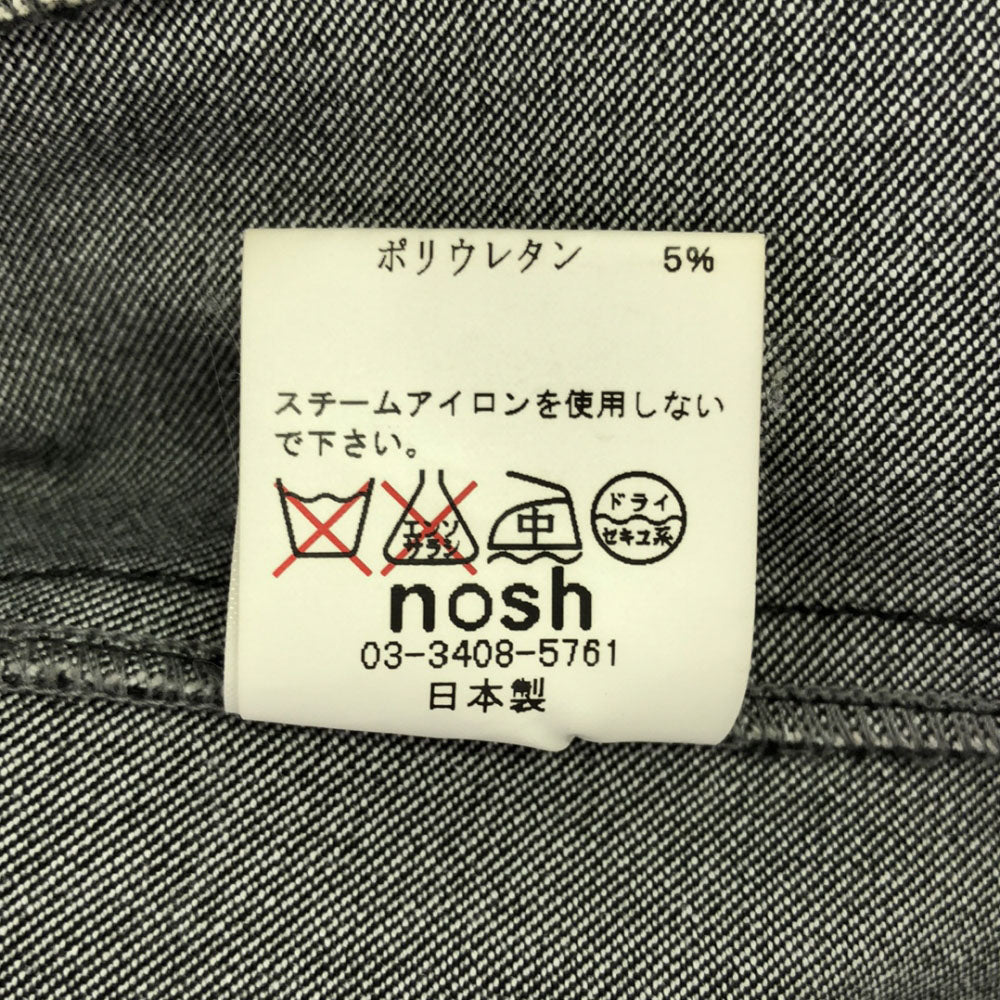 ポリウレタン 5%
スチームアイロンを使用しない
で下さい。
エンソ
サラシ
中
ドライ
セキユ系
nosh
03-3408-5761
日本製